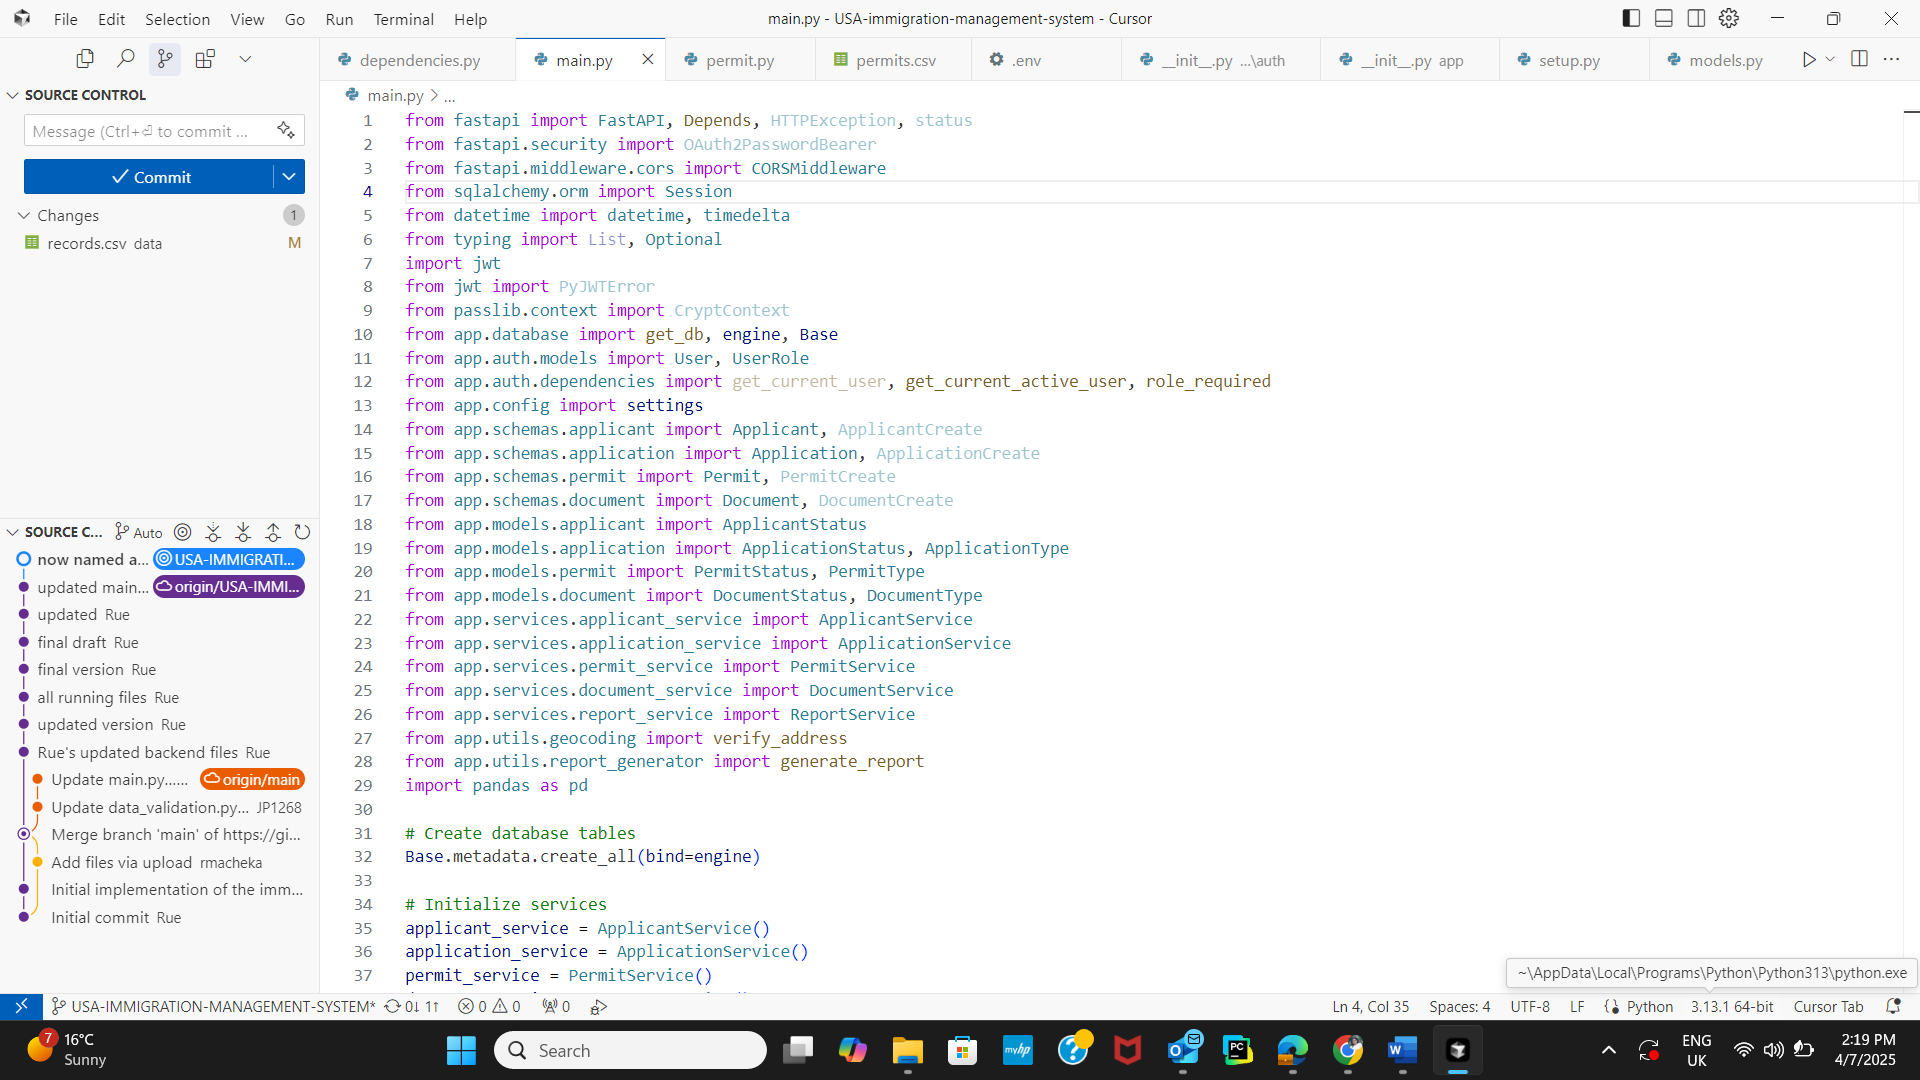 File Edit Selection View Go Run Terminal Help
main.py - USA-immigration-management-system - Cursor
dependencies.py main.py permit.py permits.csv .env __init__.py ...\auth __init__.py app setup.py models.py
SOURCE CONTROL
Message (Ctrl+⏎ to commit ...
Commit
Changes 1
records.csv data M
SOURCE C... Auto
now named a... USA-IMMIGRATI...
updated main... origin/USA-IMMI...
updated Rue
final draft Rue
final version Rue
all running files Rue
updated version Rue
Rue's updated backend files Rue
Update main.py...... origin/main
Update data_validation.py... JP1268
Merge branch 'main' of https://gi...
Add files via upload rmacheka
Initial implementation of the imm...
Initial commit Rue
main.py > ...
1 from fastapi import FastAPI, Depends, HTTPException, status
2 from fastapi.security import OAuth2PasswordBearer
3 from fastapi.middleware.cors import CORSMiddleware
4 from sqlalchemy.orm import Session
5 from datetime import datetime, timedelta
6 from typing import List, Optional
7 import jwt
8 from jwt import PyJWTError
9 from passlib.context import CryptContext
10 from app.database import get_db, engine, Base
11 from app.auth.models import User, UserRole
12 from app.auth.dependencies import get_current_user, get_current_active_user, role_required
13 from app.config import settings
14 from app.schemas.applicant import Applicant, ApplicantCreate
15 from app.schemas.application import Application, ApplicationCreate
16 from app.schemas.permit import Permit, PermitCreate
17 from app.schemas.document import Document, DocumentCreate
18 from app.models.applicant import ApplicantStatus
19 from app.models.application import ApplicationStatus, ApplicationType
20 from app.models.permit import PermitStatus, PermitType
21 from app.models.document import DocumentStatus, DocumentType
22 from app.services.applicant_service import ApplicantService
23 from app.services.application_service import ApplicationService
24 from app.services.permit_service import PermitService
25 from app.services.document_service import DocumentService
26 from app.services.report_service import ReportService
27 from app.utils.geocoding import verify_address
28 from app.utils.report_generator import generate_report
29 import pandas as pd
30
31 # Create database tables
32 Base.metadata.create_all(bind=engine)
33
34 # Initialize services
35 applicant_service = ApplicantService()
36 application_service = ApplicationService()
37 permit_service = PermitService()
~\AppData\Local\Programs\Python\Python313\python.exe
USA-IMMIGRATION-MANAGEMENT-SYSTEM* 0↓ 1↑ 0 0 0
Ln 4, Col 35 Spaces: 4 UTF-8 LF {} Python 3.13.1 64-bit Cursor Tab
7 16°C
Sunny
Search
myhp
PC
W
ENG
UK
2:19 PM
4/7/2025